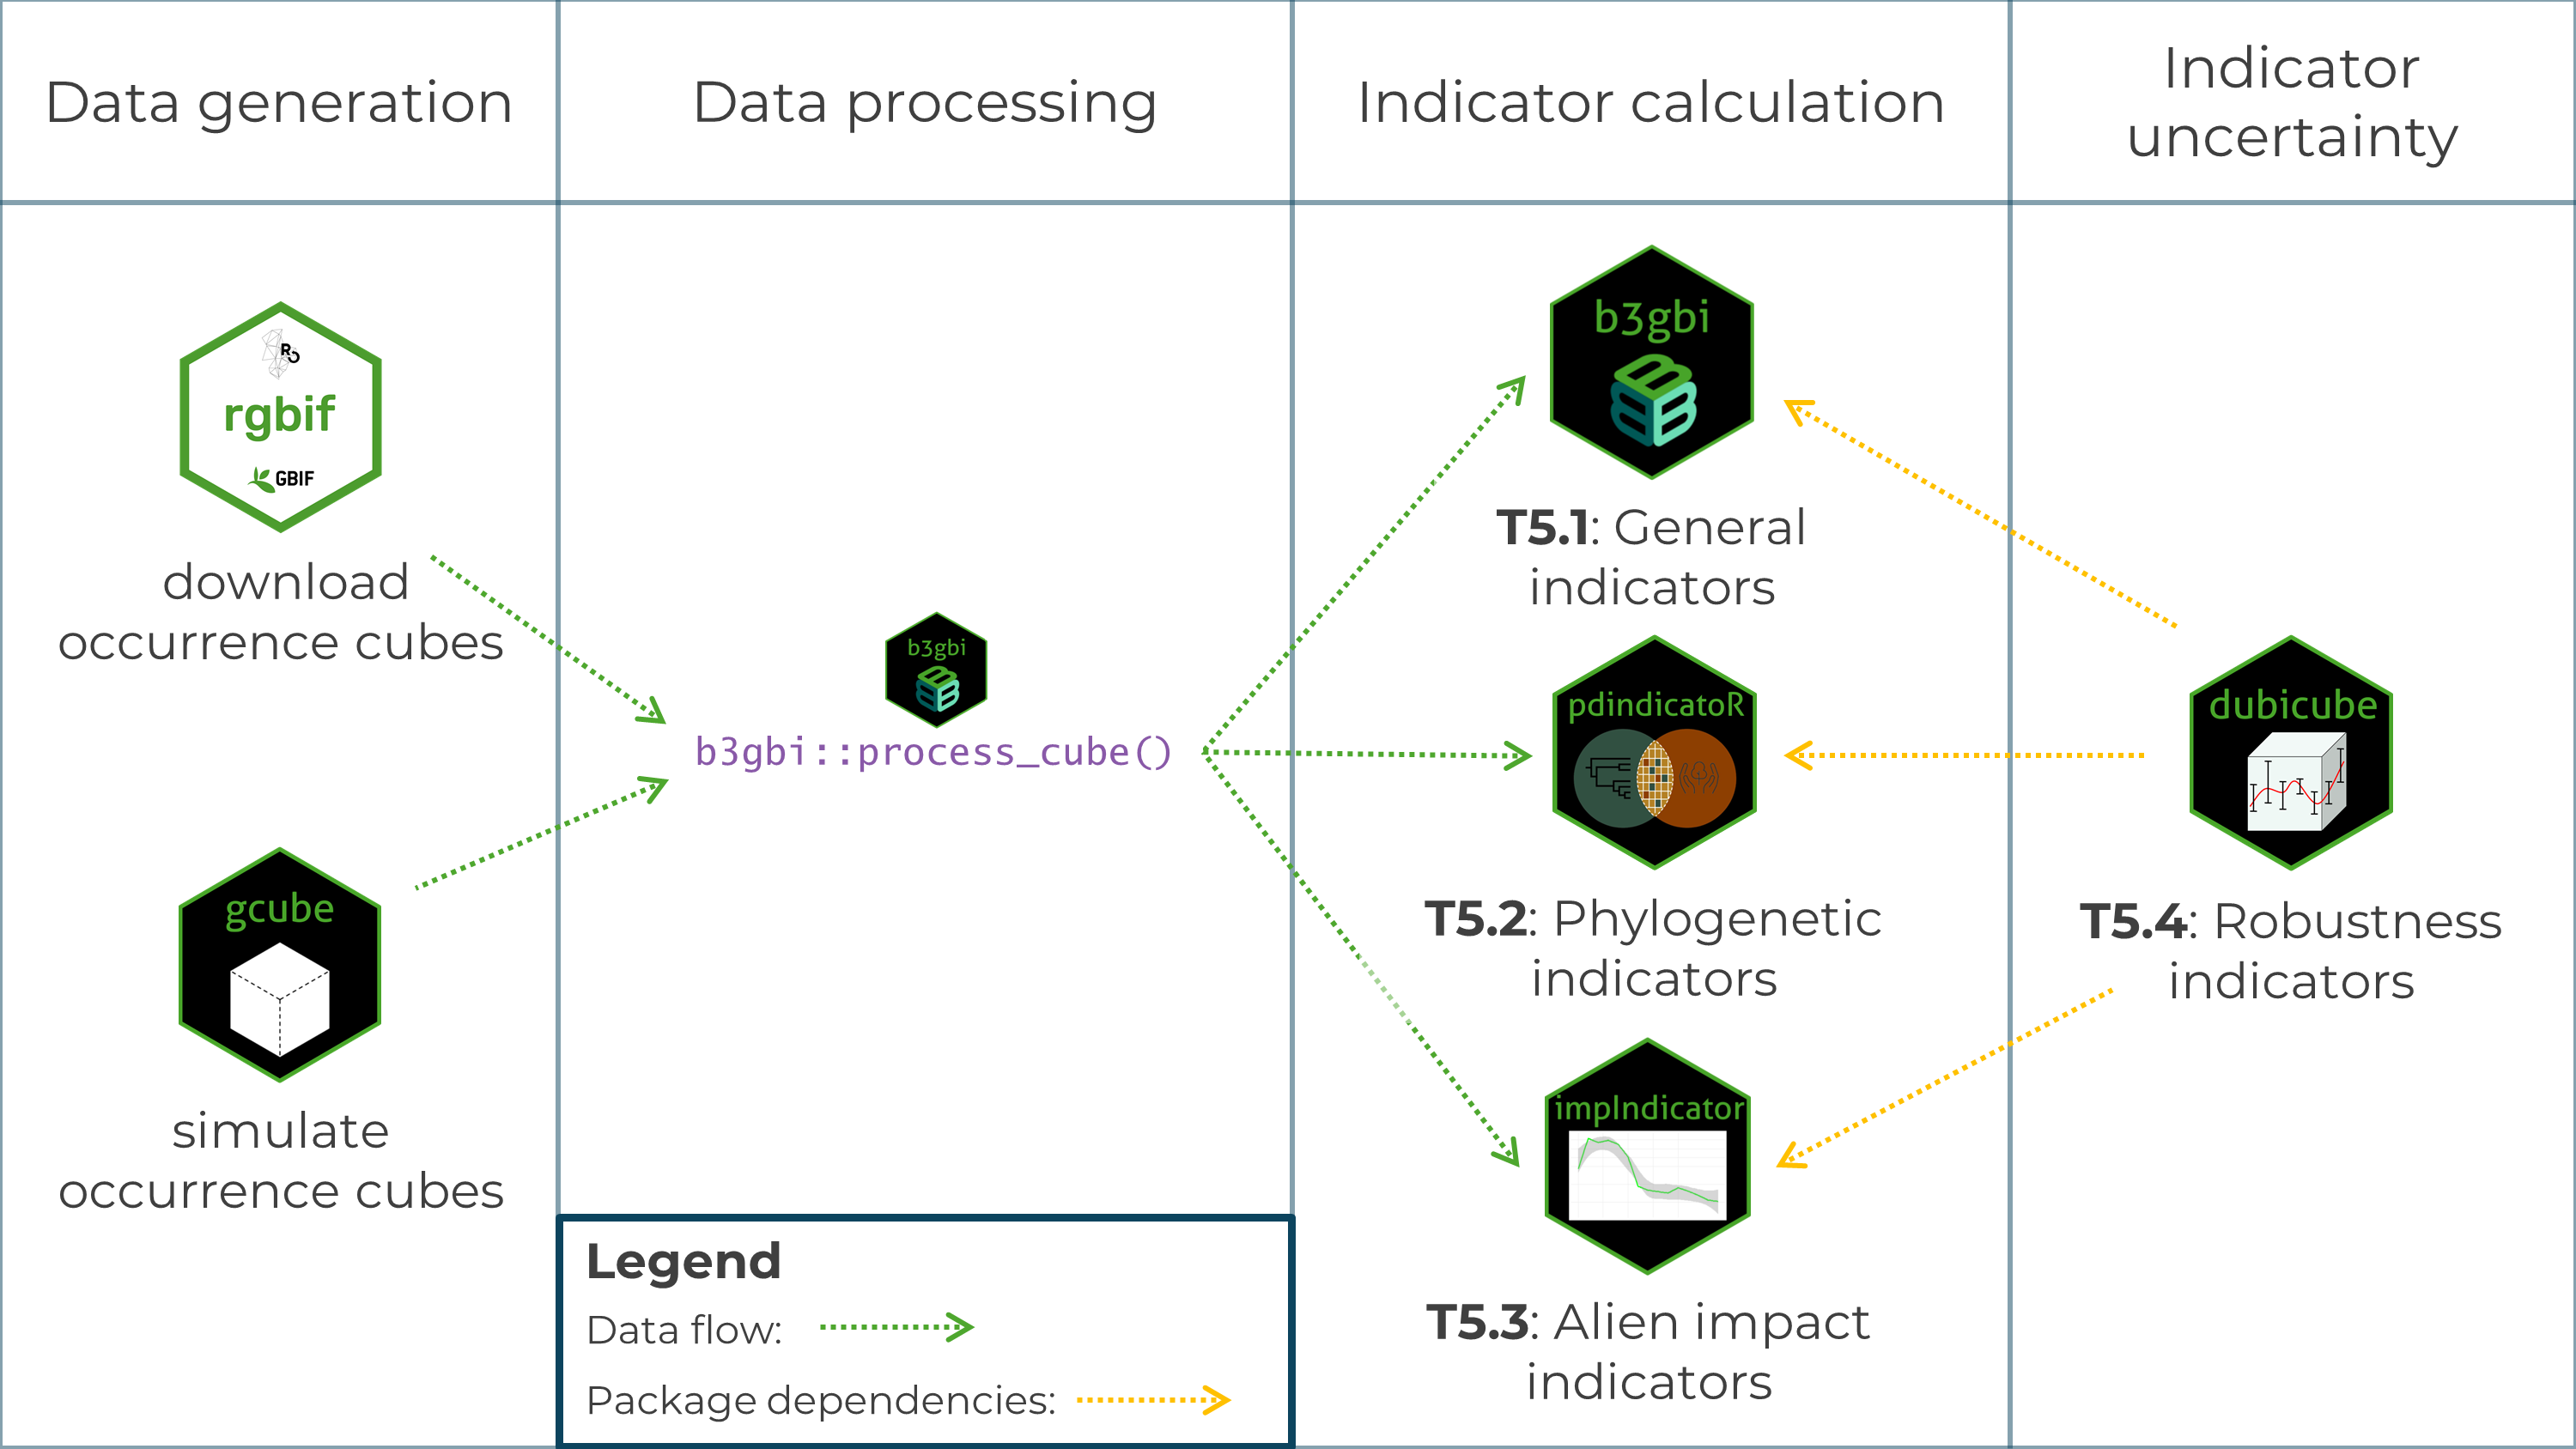 Data generation
Data processing
Indicator calculation
Indicator
uncertainty
R
rgbif
GBIF
download
occurrence cubes
gcube
simulate
occurrence cubes
b3gbi
b3gbi::process_cube()
b3gbi
T5.1: General
indicators
pdindicatoR
T5.2: Phylogenetic
indicators
impIndicator
T5.3: Alien impact
indicators
dubicube
T5.4: Robustness
indicators
Legend
Data flow:
Package dependencies: